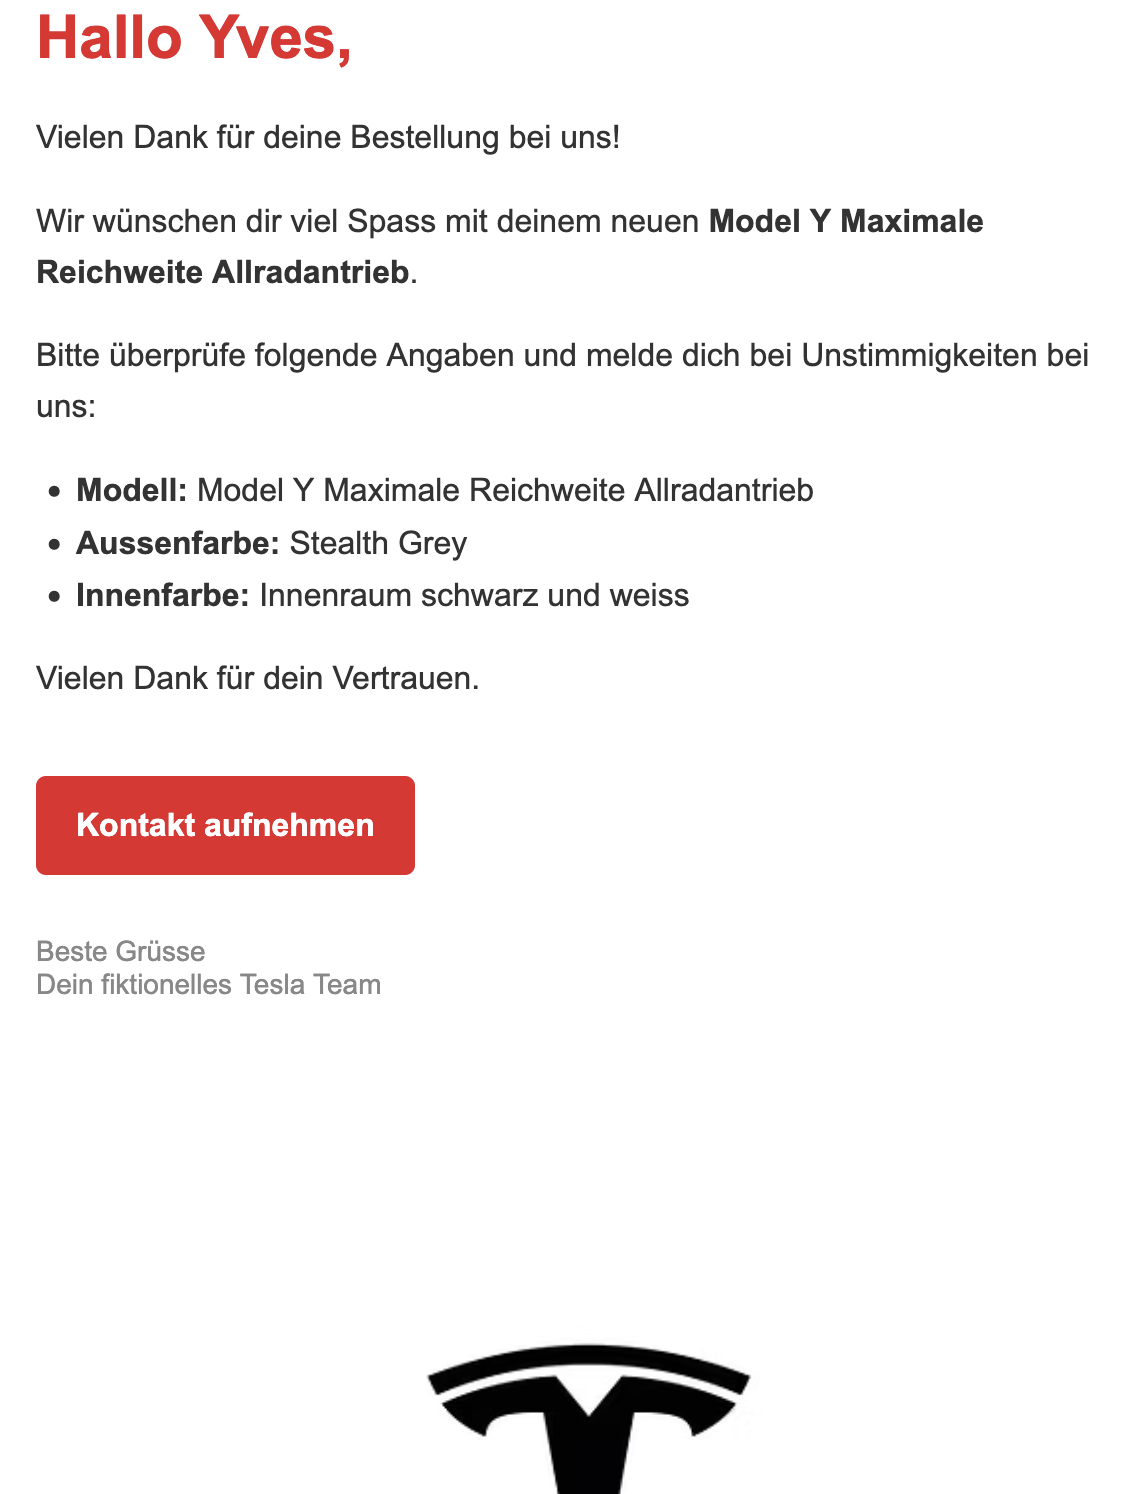 Hallo Yves,
Vielen Dank für deine Bestellung bei uns!
Wir wünschen dir viel Spass mit deinem neuen Model Y Maximale
Reichweite Allradantrieb.
Bitte überprüfe folgende Angaben und melde dich bei Unstimmigkeiten bei
uns:
• Modell: Model Y Maximale Reichweite Allradantrieb
• Aussenfarbe: Stealth Grey
• Innenfarbe: Innenraum schwarz und weiss
Vielen Dank für dein Vertrauen.
Kontakt aufnehmen
Beste Grüsse
Dein fiktionelles Tesla Team